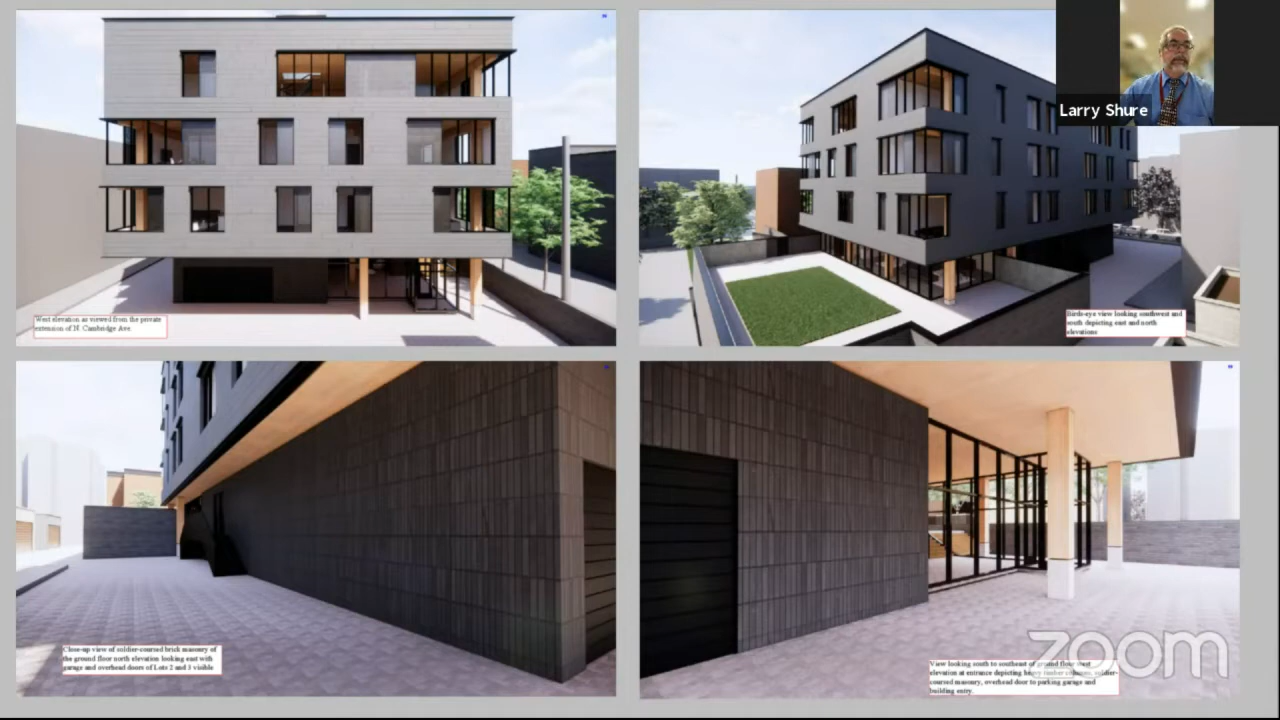 Larry Shure
West elevation as viewed from the private
extension of N. Cambridge Ave.
Birds-eye view looking southwest and
south depicting east and north
elevations
Close-up view of soldier-coursed brick masonry of
the ground floor north elevation looking east with
garage and overhead doors of Lots 2 and 3 visible
View looking south to southeast of ground floor west
elevation at entrance depicting heavy timber columns, soldier-
coursed masonry, overhead door to parking garage and
building entry.
zoom